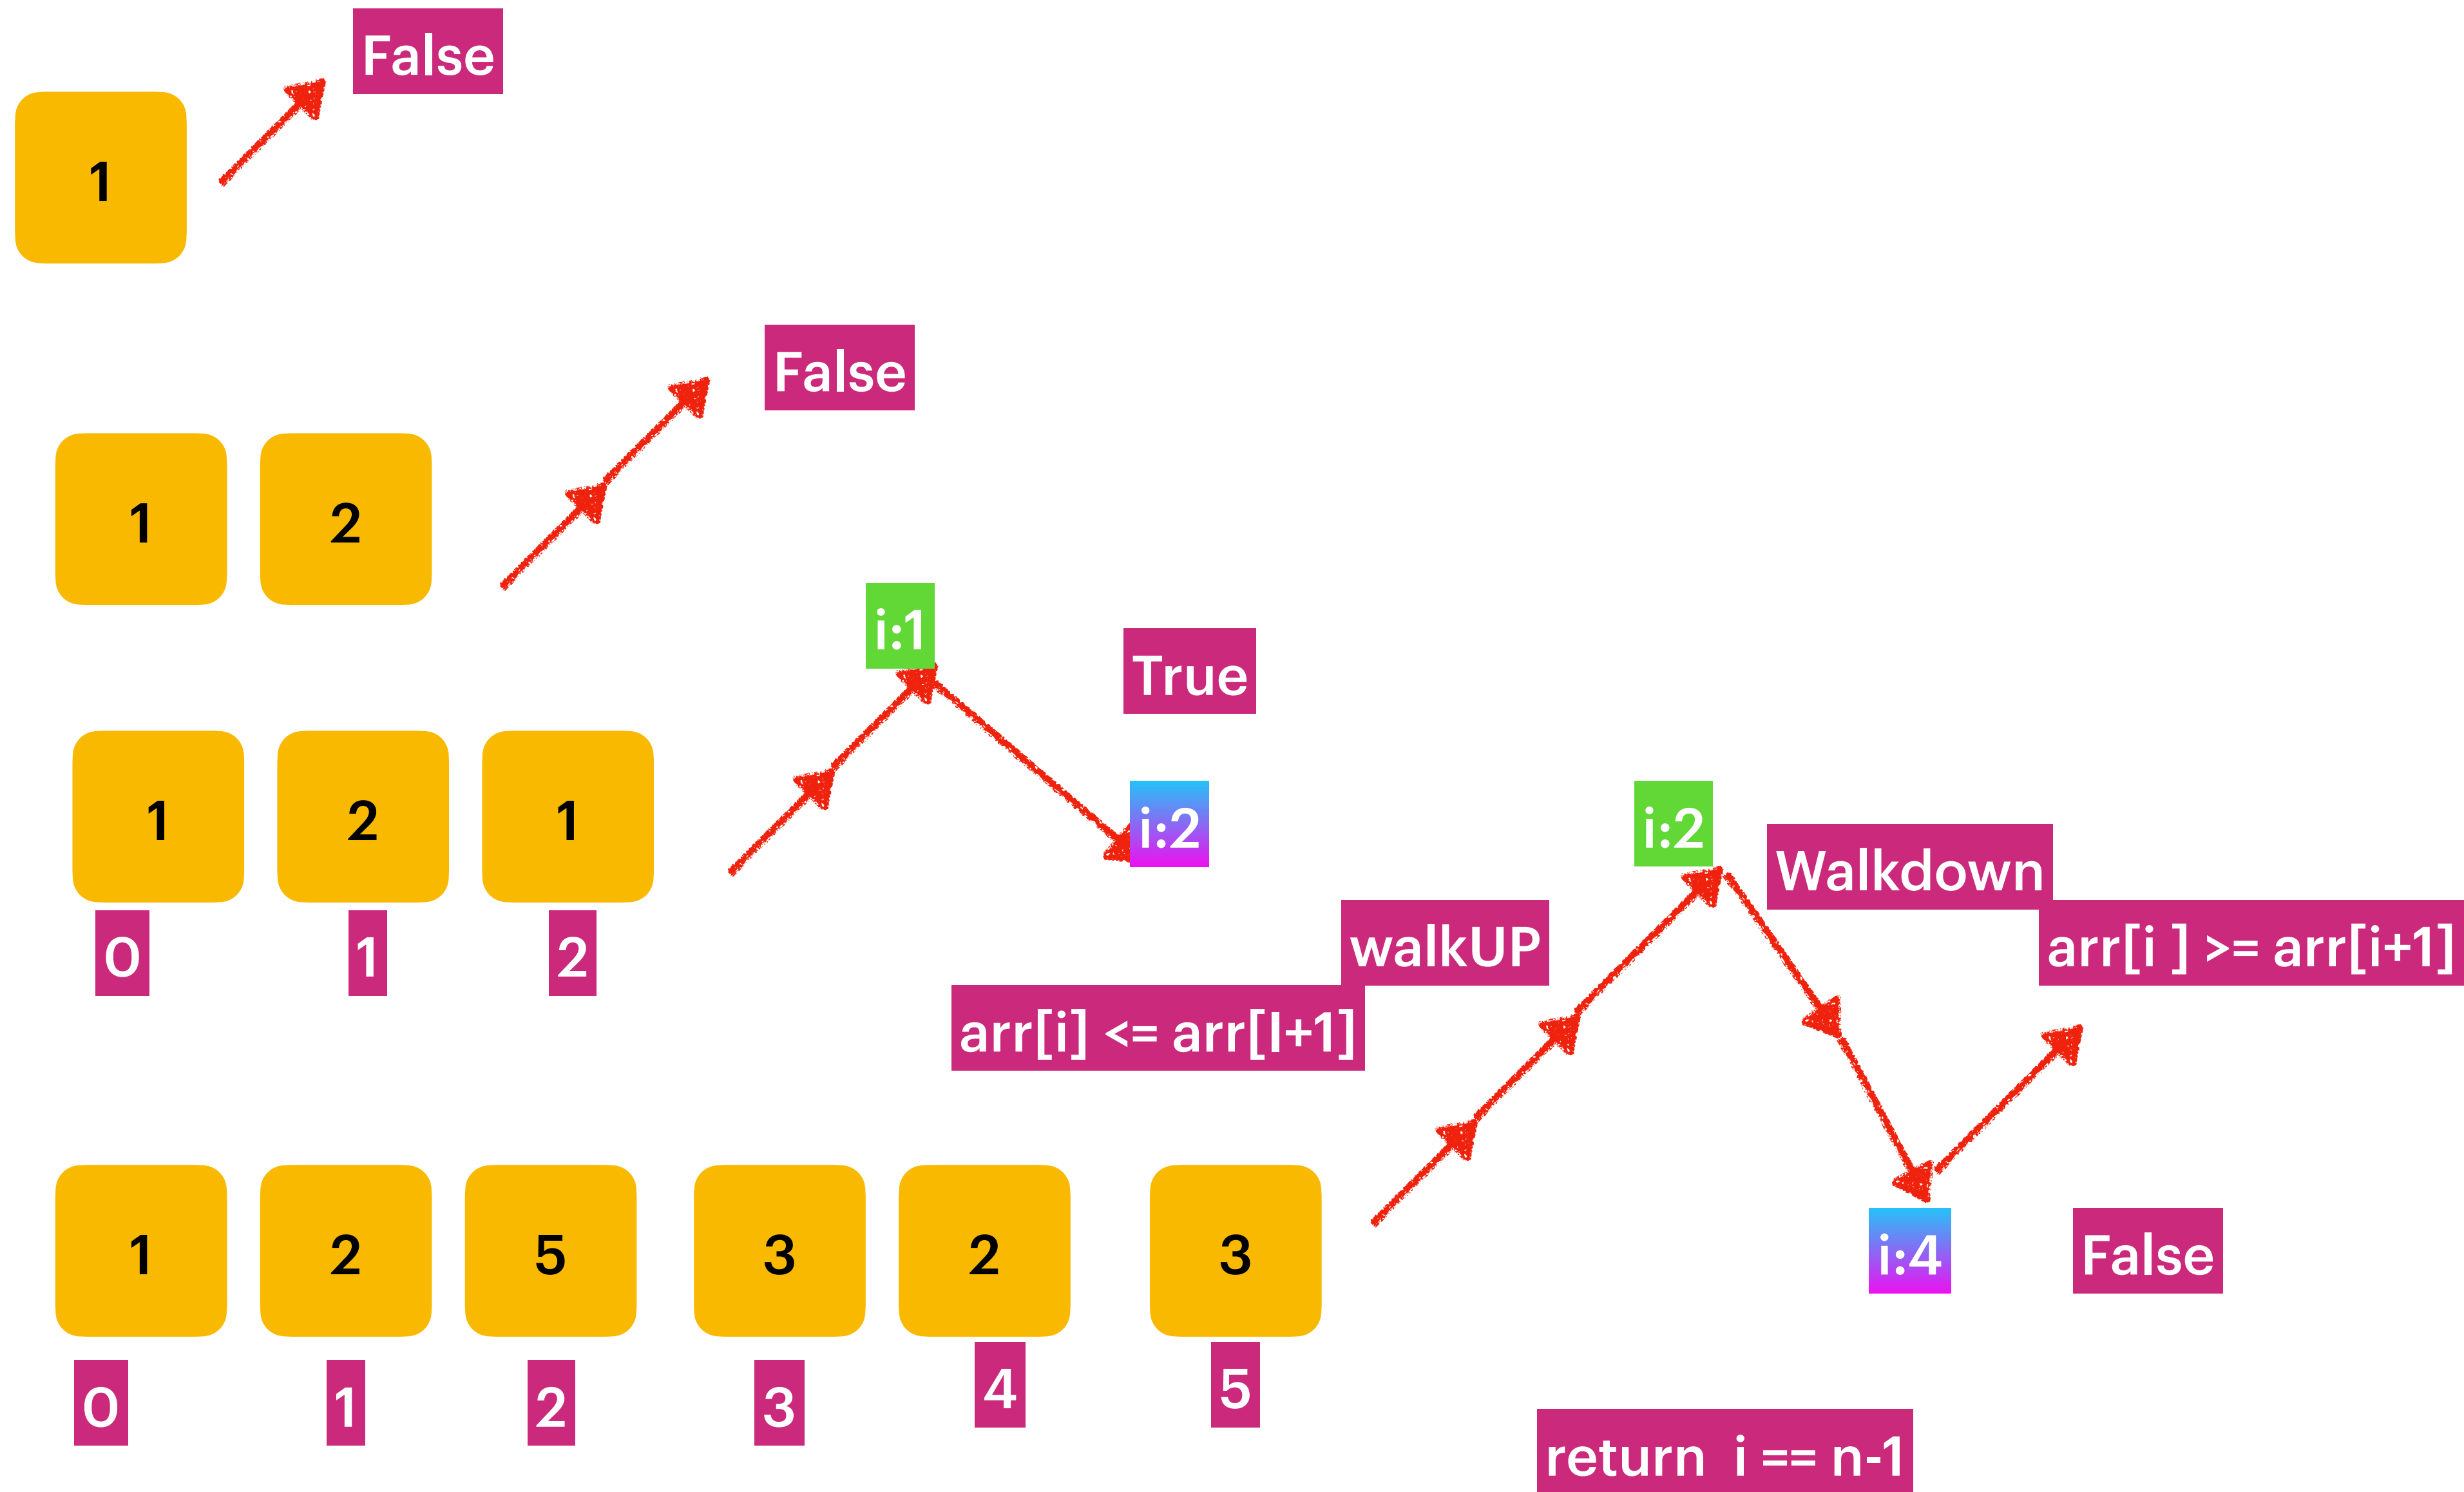 False
1
False
1 2
i:1
True
1 2 1
i:2
0 1 2
i:2
Walkdown
walkUP
arr[i ] >= arr[i+1]
arr[i] <= arr[I+1]
1 2 5 3 2 3
i:4
False
0 1 2 3 4 5
return i == n-1